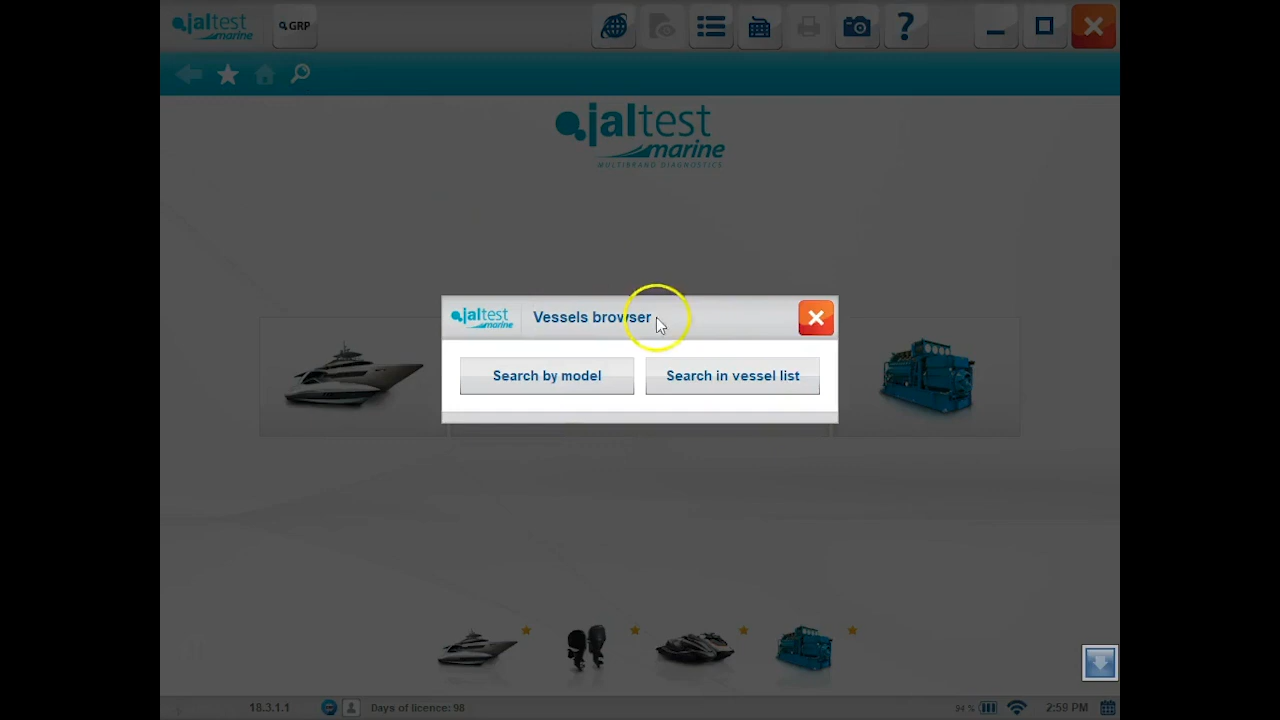 jaltest
marine
GRP
?
jaltest
marine
MULTIBRAND DIAGNOSTICS
jaltest
marine
Vessels browser
Search by model
Search in vessel list
18.3.1.1
Days of licence: 98
94 %
2:59 PM